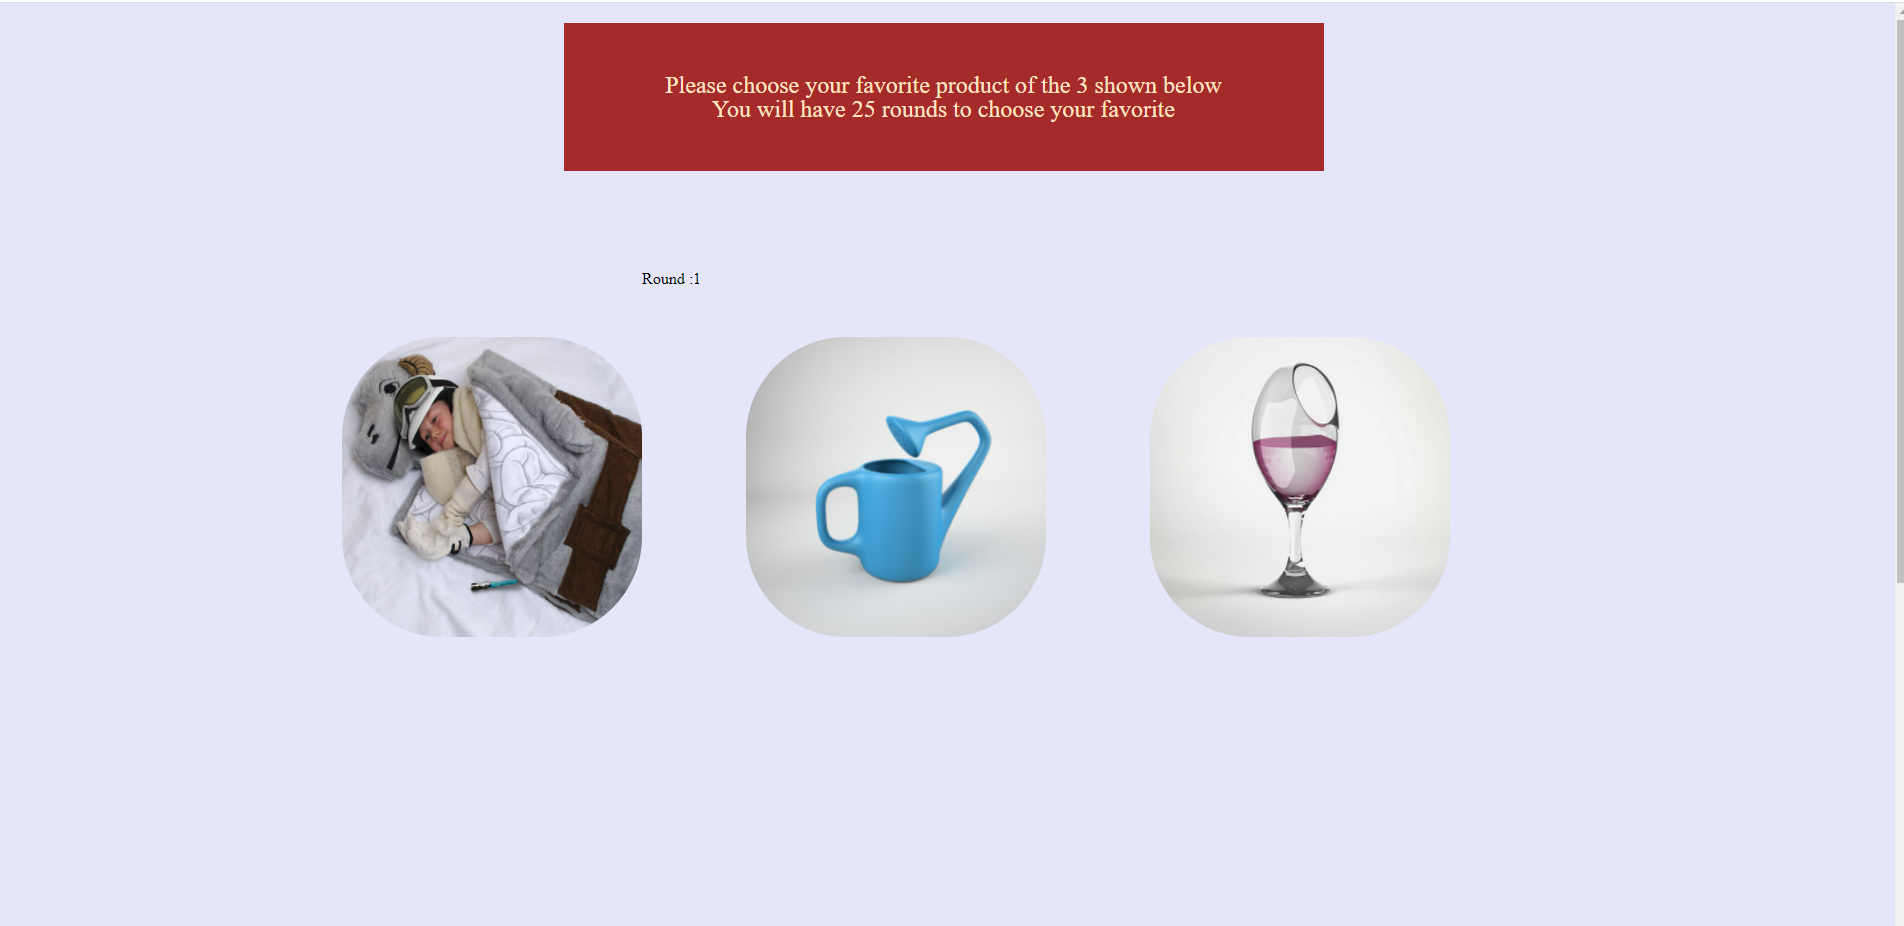 Please choose your favorite product of the 3 shown below
You will have 25 rounds to choose your favorite
Round :1